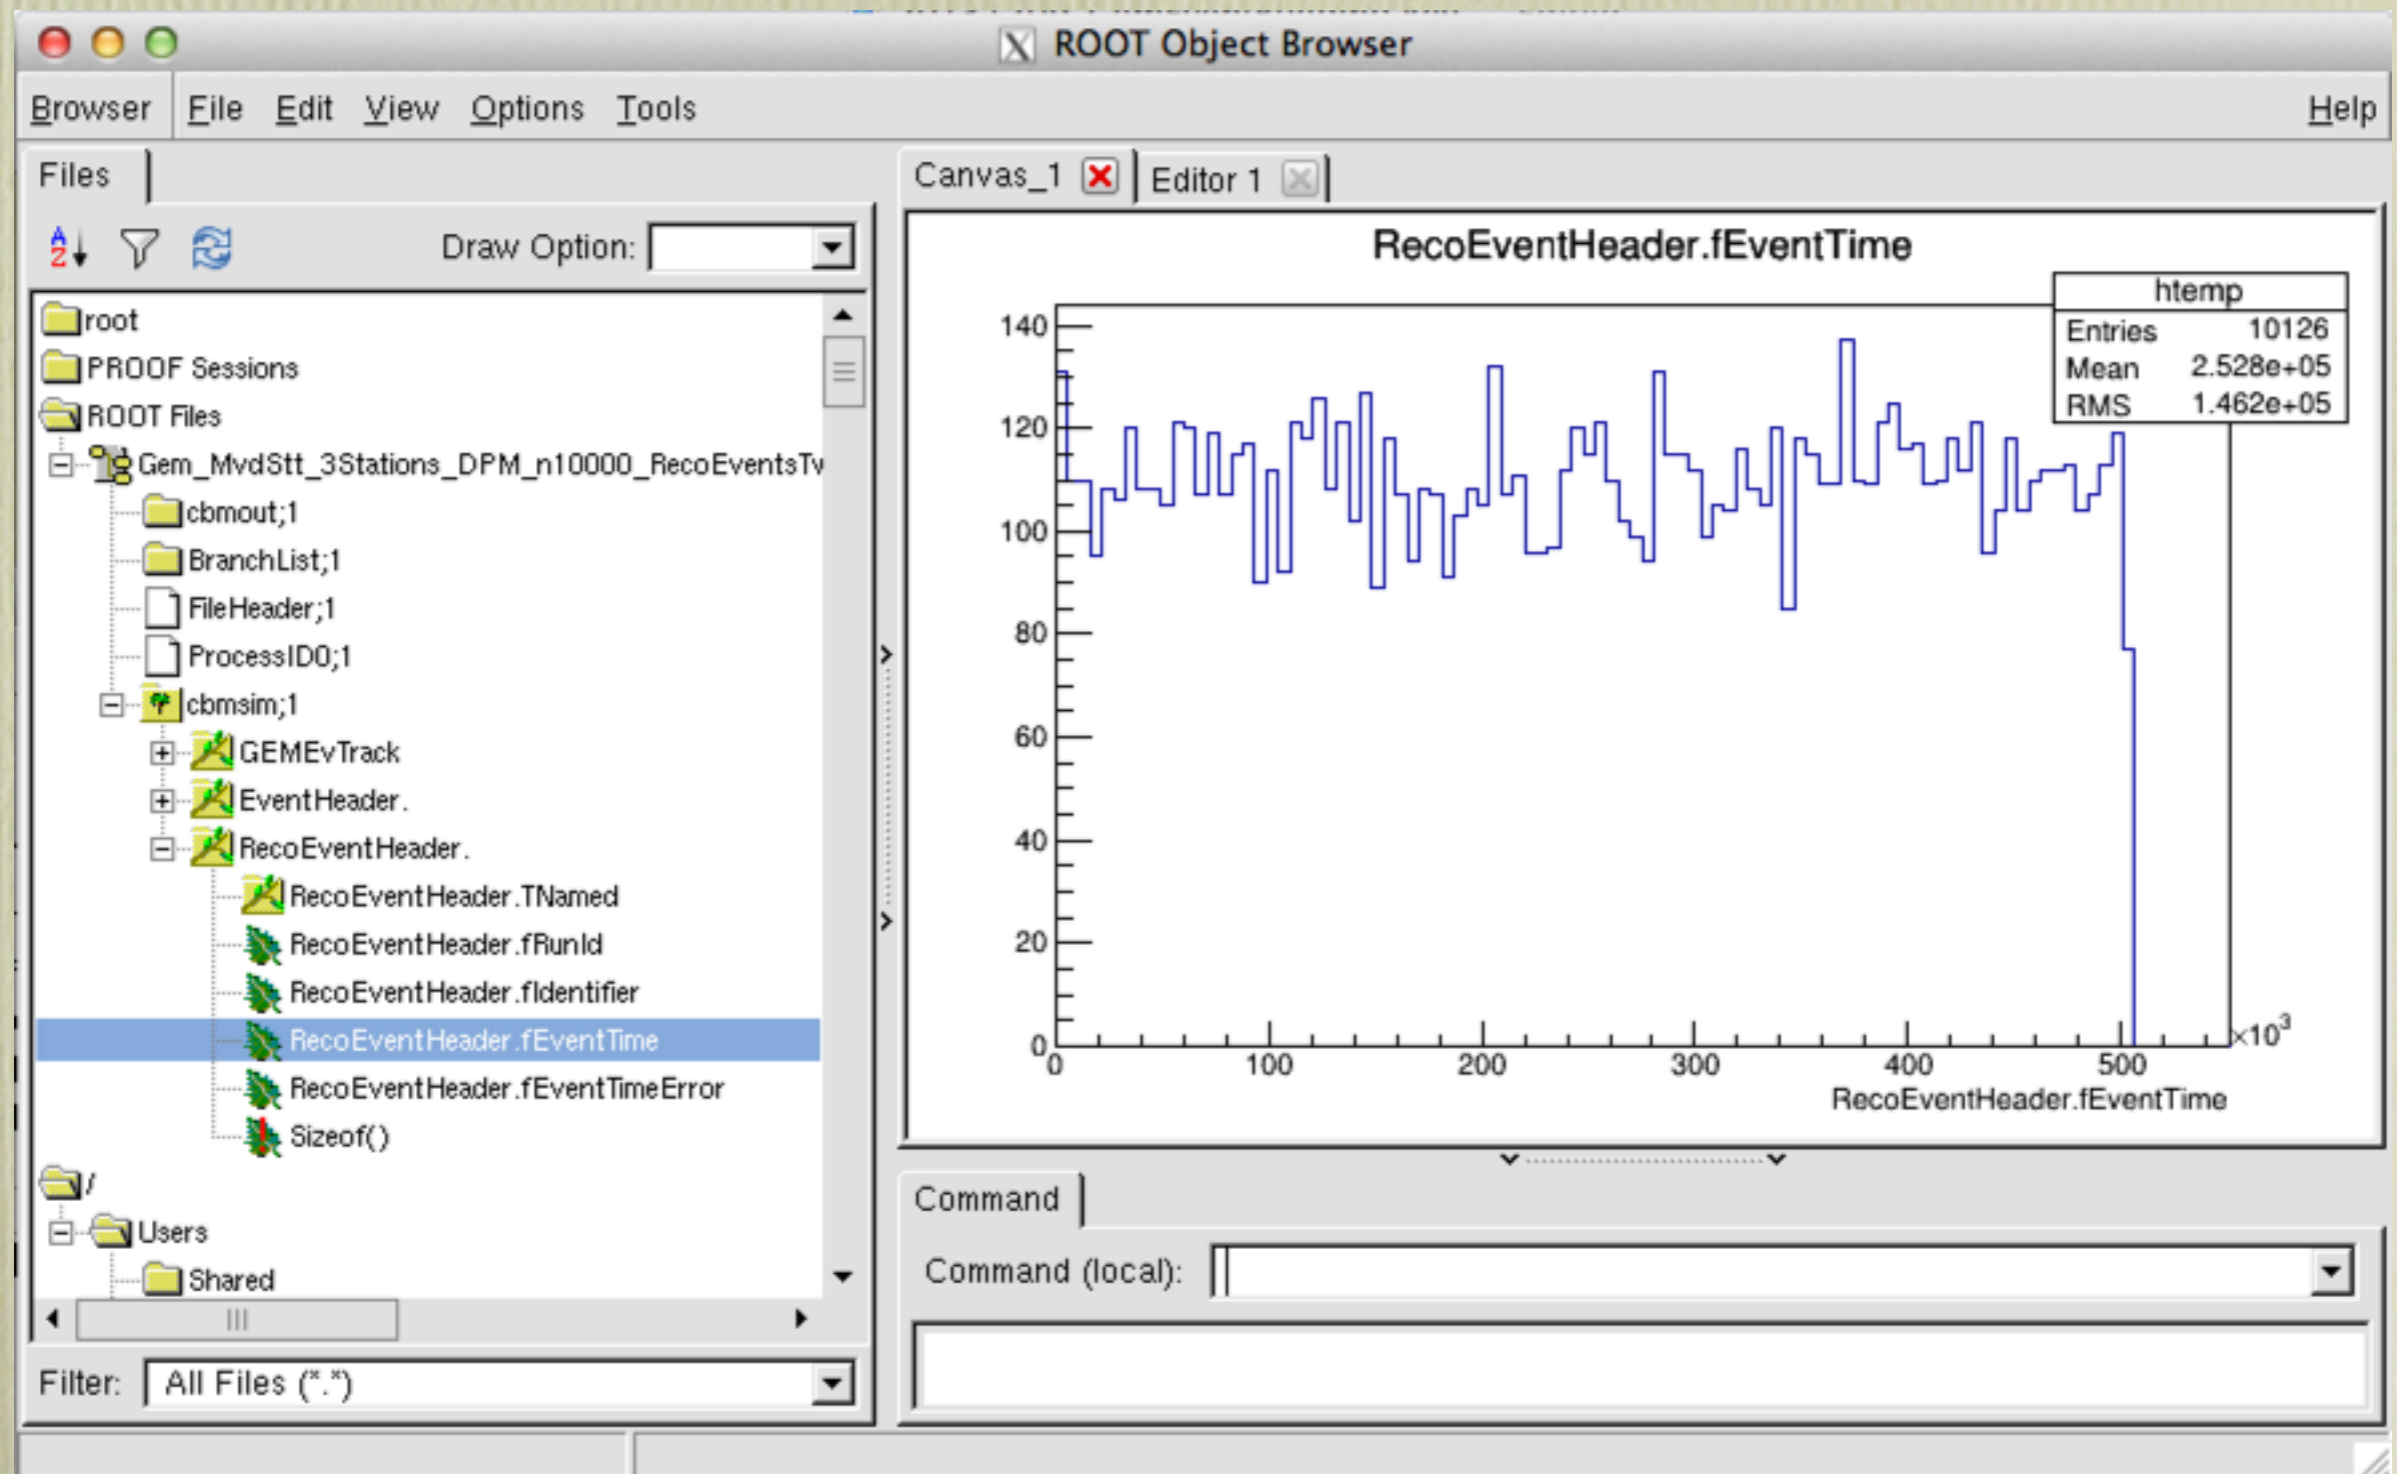 ROOT Object Browser
Browser File Edit View Options Tools Help
Files
Draw Option:
root
PROOF Sessions
ROOT Files
Gem_MvdStt_3Stations_DPM_n10000_RecoEventsTv
cbmout;1
BranchList;1
FileHeader;1
ProcessID0;1
cbmsim;1
GEMEvTrack
EventHeader.
RecoEventHeader.
RecoEventHeader.TNamed
RecoEventHeader.fRunId
RecoEventHeader.fIdentifier
RecoEventHeader.fEventTime
RecoEventHeader.fEventTimeError
Sizeof()
/
Users
Shared
Filter: All Files (*.*)
Canvas_1 Editor 1
RecoEventHeader.fEventTime
htemp
Entries 10126
Mean 2.528e+05
RMS 1.462e+05
140
120
100
80
60
40
20
0
0 100 200 300 400 500 ×10³
RecoEventHeader.fEventTime
Command
Command (local):